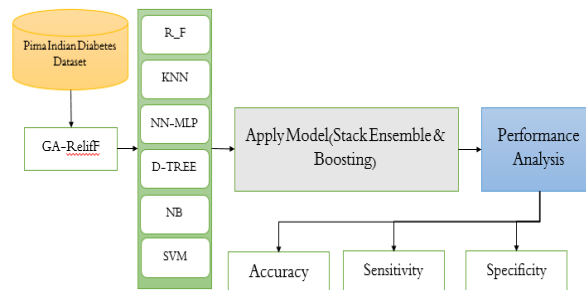 Pima Indian Diabetes
Dataset
GA-RelifF
R_F
KNN
NN-MLP
D-TREE
NB
SVM
Apply Model(Stack Ensemble &
Boosting)
Performance
Analysis
Accuracy
Sensitivity
Specificity